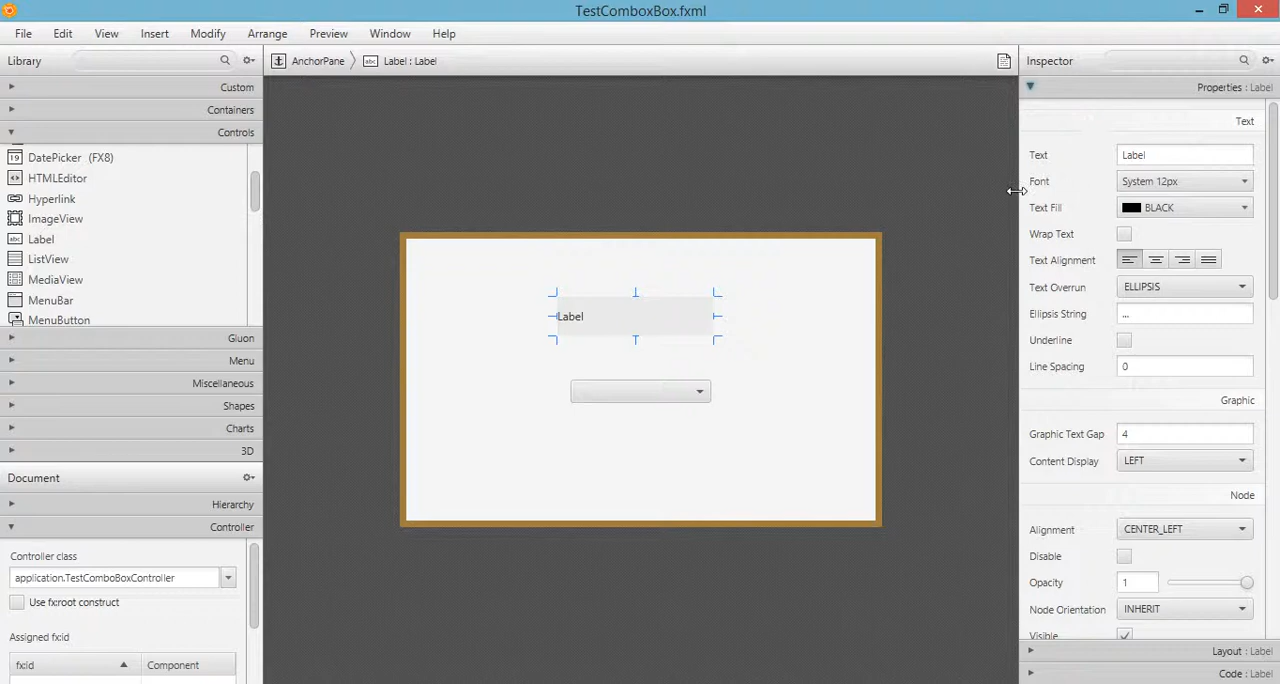 TestComboxBox.fxml
File Edit View Insert Arrange Modify Preview Window Help
Library
Custom
Containers
Controls
DatePicker (FX8)
HTMLEditor
Hyperlink
ImageView
Label
ListView
MediaView
MenuBar
MenuButton
Gluon
Menu
Miscellaneous
Shapes
Charts
3D
Document
Hierarchy
Controller
Controller class
application.TestComboBoxController
Use fx:root construct
Assigned fx:id
fx:id Component
AnchorPane abc Label : Label
Label
Inspector
Properties : Label
Text
Text Label
Font System 12px
Text Fill BLACK
Wrap Text
Text Alignment
Text Overrun ELLIPSIS
Ellipsis String ...
Underline
Line Spacing 0
Graphic
Graphic Text Gap 4
Content Display LEFT
Node
Alignment CENTER_LEFT
Disable
Opacity 1
Node Orientation INHERIT
Visible
Layout : Label
Code : Label